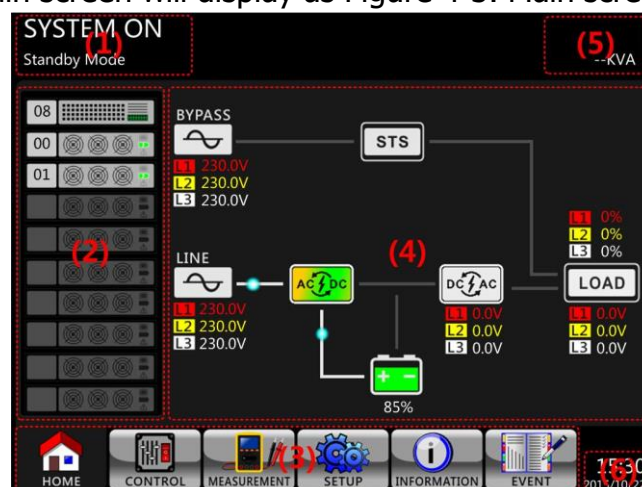 SYSTEM ON
Standby Mode
(1)
(5)
--KVA
08
00
01
(2)
BYPASS
L1 230.0V
L2 230.0V
L3 230.0V
STS
LINE
L1 230.0V
L2 230.0V
L3 230.0V
AC DC
(4)
DC AC
L1 0.0V
L2 0.0V
L3 0.0V
L1 0%
L2 0%
L3 0%
LOAD
L1 0.0V
L2 0.0V
L3 0.0V
+ -
85%
HOME
CONTROL
MEASUREMENT
(3)
SETUP
INFORMATION
EVENT
(6)